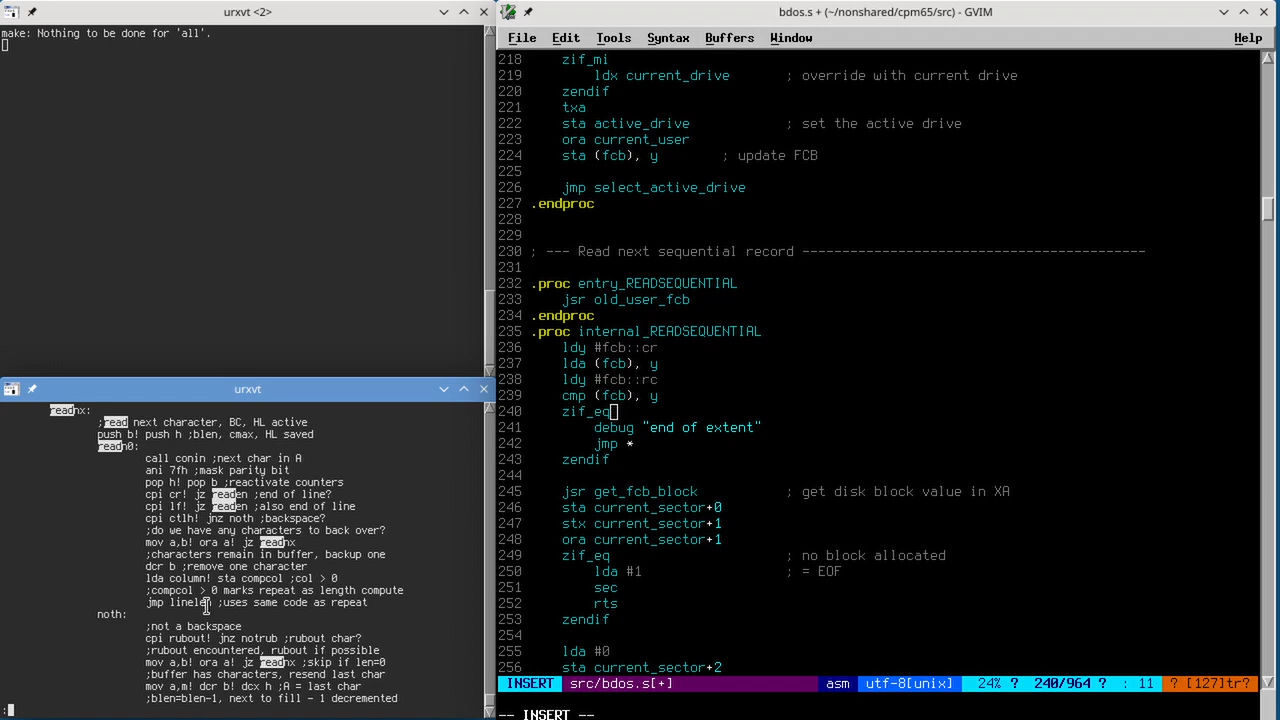 urxvt <2>
make: Nothing to be done for 'all'.
urxvt
readnx:
;read next character, BC, HL active
push b! push h ;blen, cmax, HL saved
readn0:
call conin ;next char in A
ani 7fh ;mask parity bit
pop h! pop b ;reactivate counters
cpi cr! jz readen ;end of line?
cpi lf! jz readen ;also end of line
cpi ctlh! jnz noth ;backspace?
;do we have any characters to back over?
mov a,b! ora a! jz readnx
;characters remain in buffer, backup one
dcr b ;remove one character
lda column! sta compcol ;col > 0
;compcol > 0 marks repeat as length compute
jmp linelen ;uses same code as repeat
noth:
;not a backspace
cpi rubout! jnz notrub ;rubout char?
;rubout encountered, rubout if possible
mov a,b! ora a! jz readnx ;skip if len=0
;buffer has characters, resend last char
mov a,m! dcr b! dcx h ;A = last char
;blen=blen-1, next to fill - 1 decremented
:
bdos.s + (~/nonshared/cpm65/src) - GVIM
File Edit Tools Syntax Buffers Window Help
218 zif_mi
219 ldx current_drive ; override with current drive
220 zendif
221 txa
222 sta active_drive ; set the active drive
223 ora current_user
224 sta (fcb), y ; update FCB
225
226 jmp select_active_drive
227 .endproc
228
229
230 ; --- Read next sequential record -------------------------------------------
231
232 .proc entry_READSEQUENTIAL
233 jsr old_user_fcb
234 .endproc
235 .proc internal_READSEQUENTIAL
236 ldy #fcb::cr
237 lda (fcb), y
238 ldy #fcb::rc
239 cmp (fcb), y
240 zif_eq
241 debug "end of extent"
242 jmp *
243 zendif
244
245 jsr get_fcb_block ; get disk block value in XA
246 sta current_sector+0
247 stx current_sector+1
248 ora current_sector+1
249 zif_eq ; no block allocated
250 lda #1 ; = EOF
251 sec
252 rts
253 zendif
254
255 lda #0
256 sta current_sector+2
INSERT src/bdos.s[+] asm utf-8[unix] 24% ? 240/964 ? : 11 ? [127]tr?
-- INSERT --